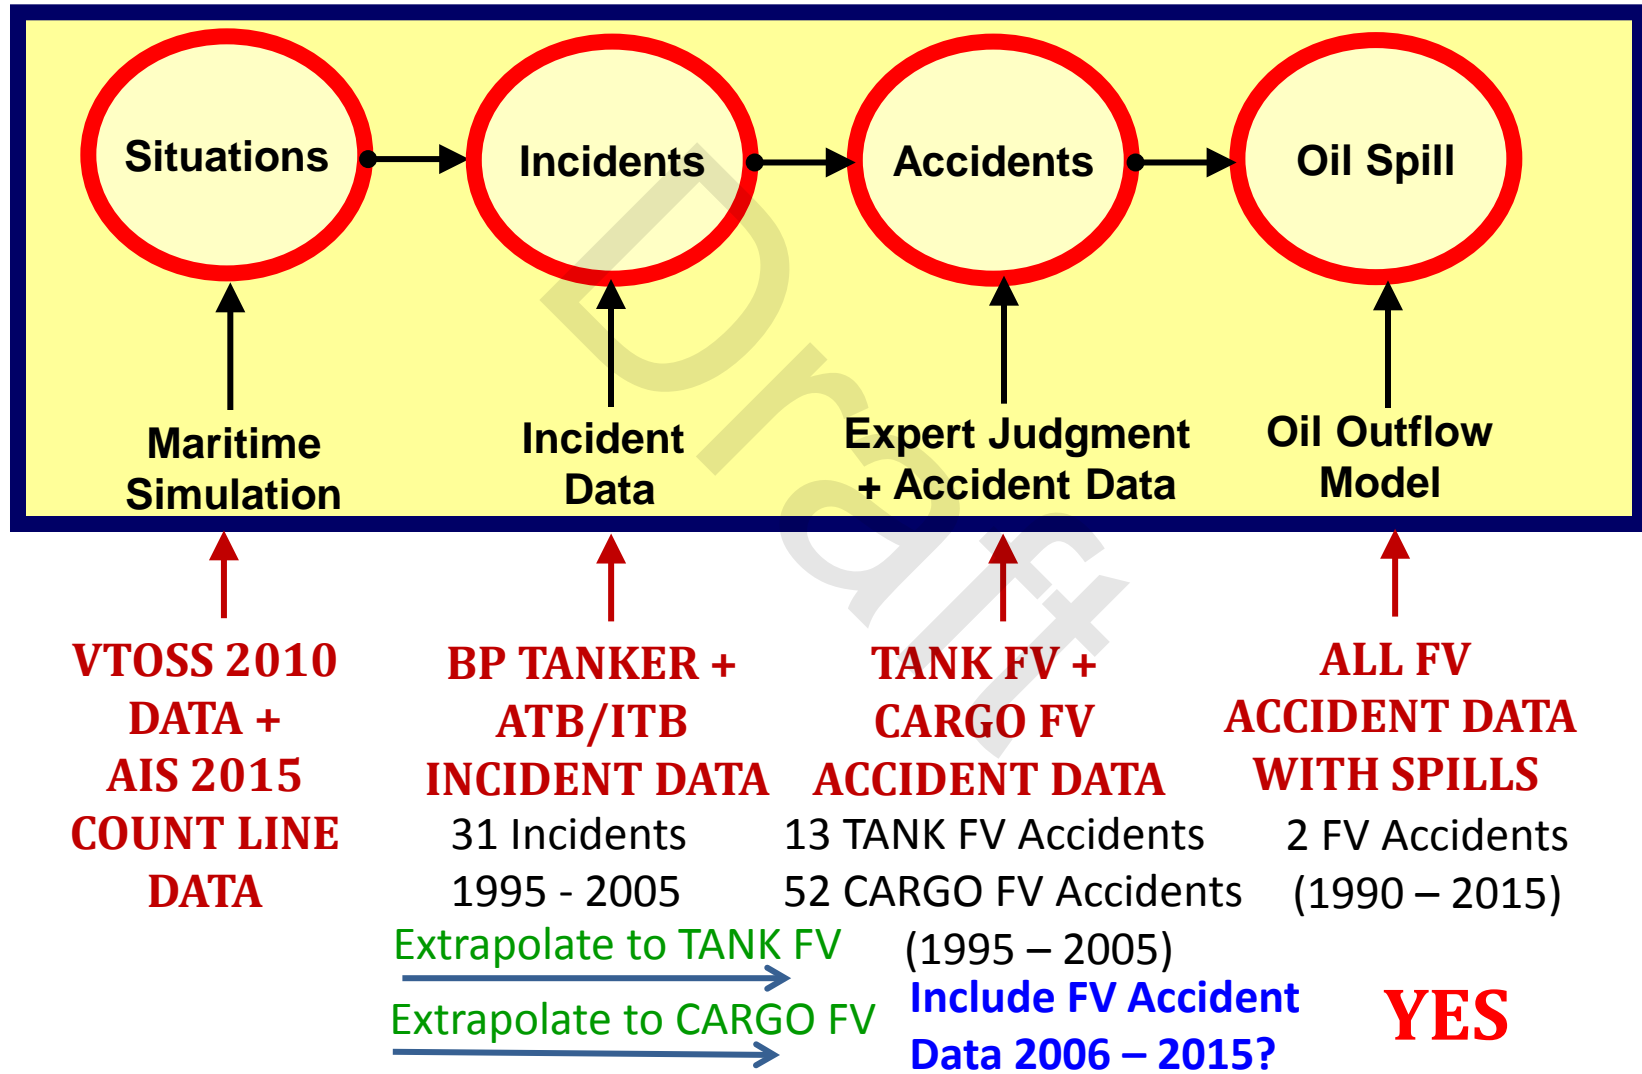 Situations
Incidents
Accidents
Oil Spill
Maritime
Simulation
Incident
Data
Expert Judgment
+ Accident Data
Oil Outflow
Model
Draft
VTOSS 2010
DATA +
AIS 2015
COUNT LINE
DATA
BP TANKER +
ATB/ITB
INCIDENT DATA
31 Incidents
1995 - 2005
TANK FV +
CARGO FV
ACCIDENT DATA
13 TANK FV Accidents
52 CARGO FV Accidents
(1995 – 2005)
ALL FV
ACCIDENT DATA
WITH SPILLS
2 FV Accidents
(1990 – 2015)
Extrapolate to TANK FV
Extrapolate to CARGO FV
Include FV Accident
Data 2006 – 2015?
YES